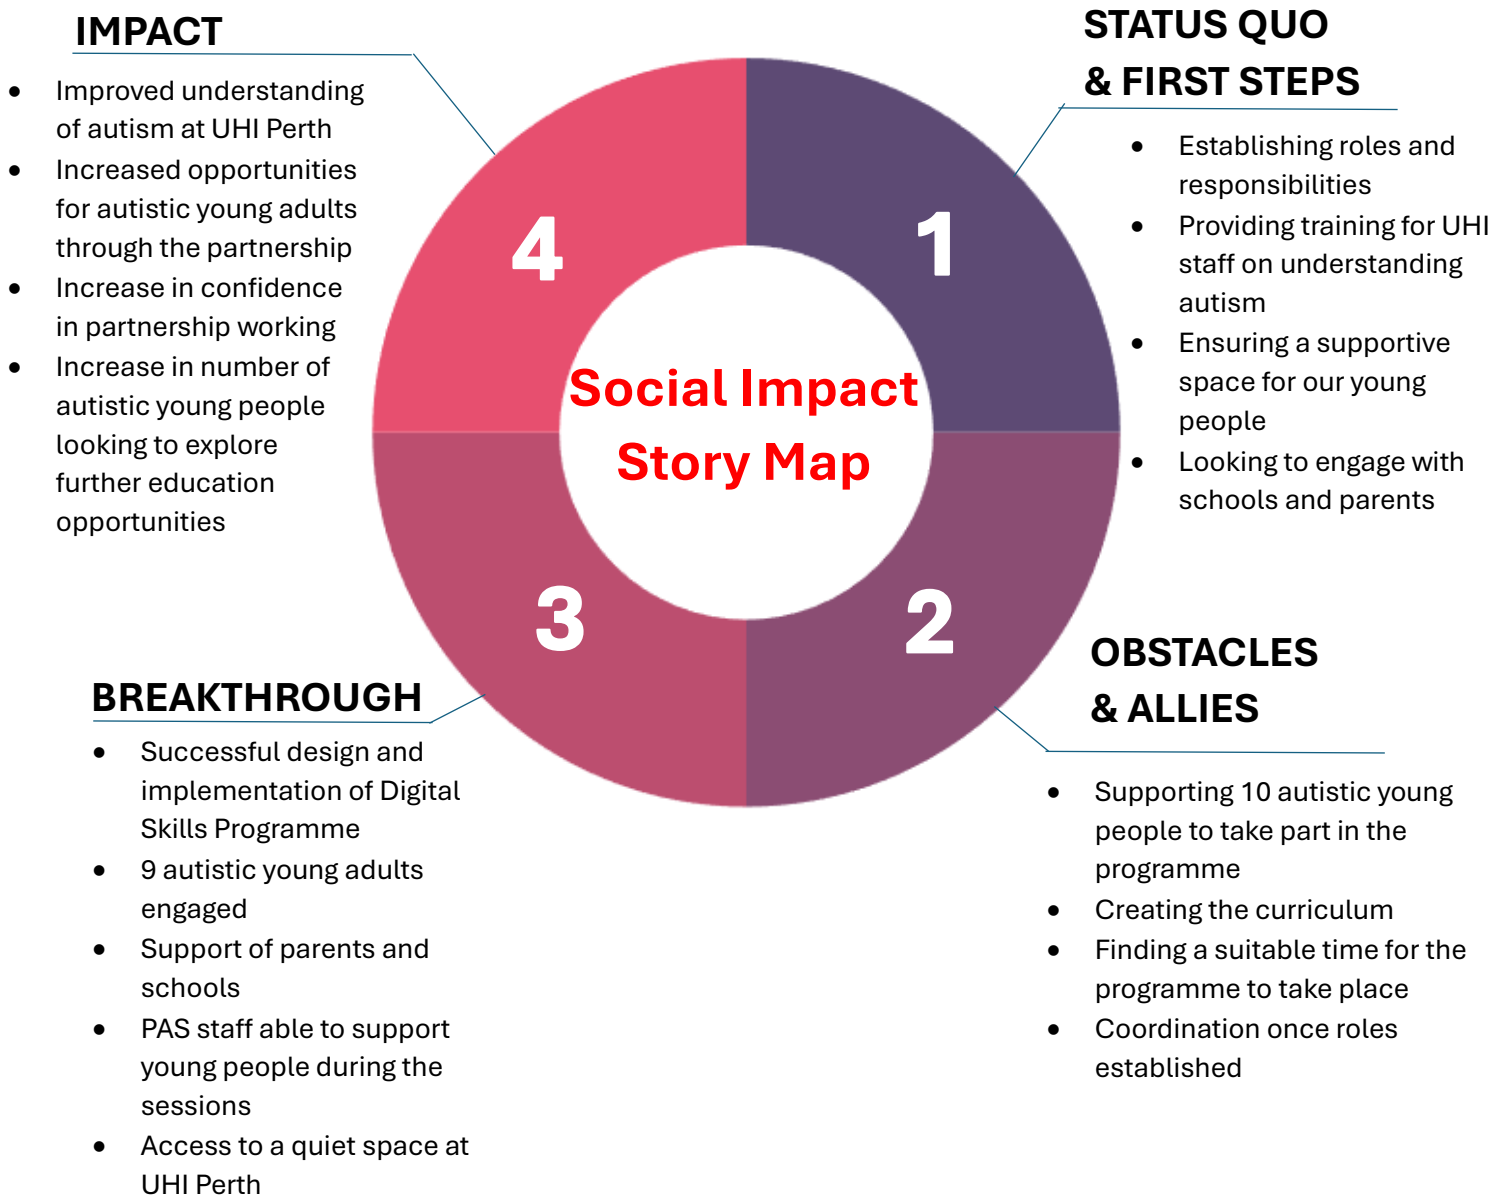 IMPACT
• Improved understanding
of autism at UHI Perth
• Increased opportunities
for autistic young adults
through the partnership
• Increase in confidence
in partnership working
• Increase in number of
autistic young people
looking to explore
further education
opportunities
STATUS QUO
& FIRST STEPS
• Establishing roles and
responsibilities
• Providing training for UHI
staff on understanding
autism
• Ensuring a supportive
space for our young
people
• Looking to engage with
schools and parents
4
1
Social Impact
Story Map
3
2
BREAKTHROUGH
• Successful design and
implementation of Digital
Skills Programme
• 9 autistic young adults
engaged
• Support of parents and
schools
• PAS staff able to support
young people during the
sessions
• Access to a quiet space at
UHI Perth
OBSTACLES
& ALLIES
• Supporting 10 autistic young
people to take part in the
programme
• Creating the curriculum
• Finding a suitable time for the
programme to take place
• Coordination once roles
established